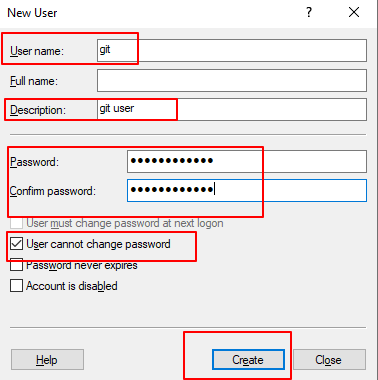 New User
User name: git
Full name:
Description: git user
Password: ●●●●●●●●●●●●
Confirm password: ●●●●●●●●●●●●
User must change password at next logon
User cannot change password
Password never expires
Account is disabled
Help Create Close